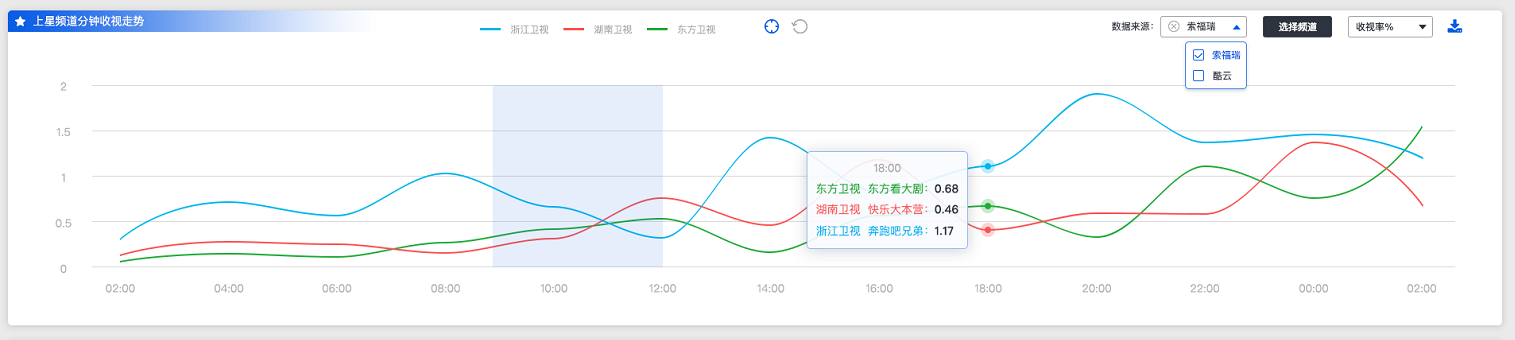 上星频道分钟收视走势
浙江卫视 湖南卫视 东方卫视
数据来源： 索福瑞 选择频道 收视率%
索福瑞
酷云
2
1.5
1
0.5
0
18:00
东方卫视 东方看大剧：0.68
湖南卫视 快乐大本营：0.46
浙江卫视 奔跑吧兄弟：1.17
02:00 04:00 06:00 08:00 10:00 12:00 14:00 16:00 18:00 20:00 22:00 00:00 02:00